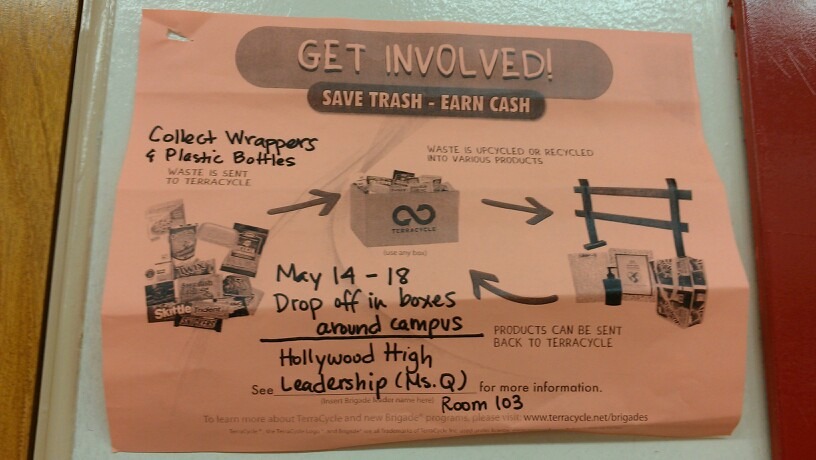 GET INVOLVED!
SAVE TRASH - EARN CASH
Collect Wrappers
& Plastic Bottles
WASTE IS SENT
TO TERRACYCLE
WASTE IS UPCYCLED OR RECYCLED
INTO VARIOUS PRODUCTS
TERRACYCLE
(use any box)
Skittle
Trident
May 14 - 18
Drop off in boxes
around campus
PRODUCTS CAN BE SENT
BACK TO TERRACYCLE
Hollywood High
See Leadership (Ms. Q) for more information.
(Insert Brigade leader name here)
Room 103
To learn more about TerraCycle and new Brigade® programs, please visit www.terracycle.net/brigades